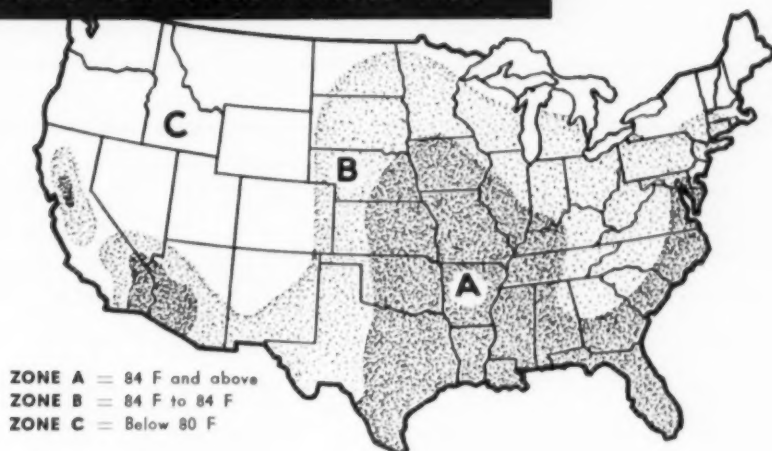 C
B
A
ZONE A = 84 F and above
ZONE B = 84 F to 84 F
ZONE C = Below 80 F